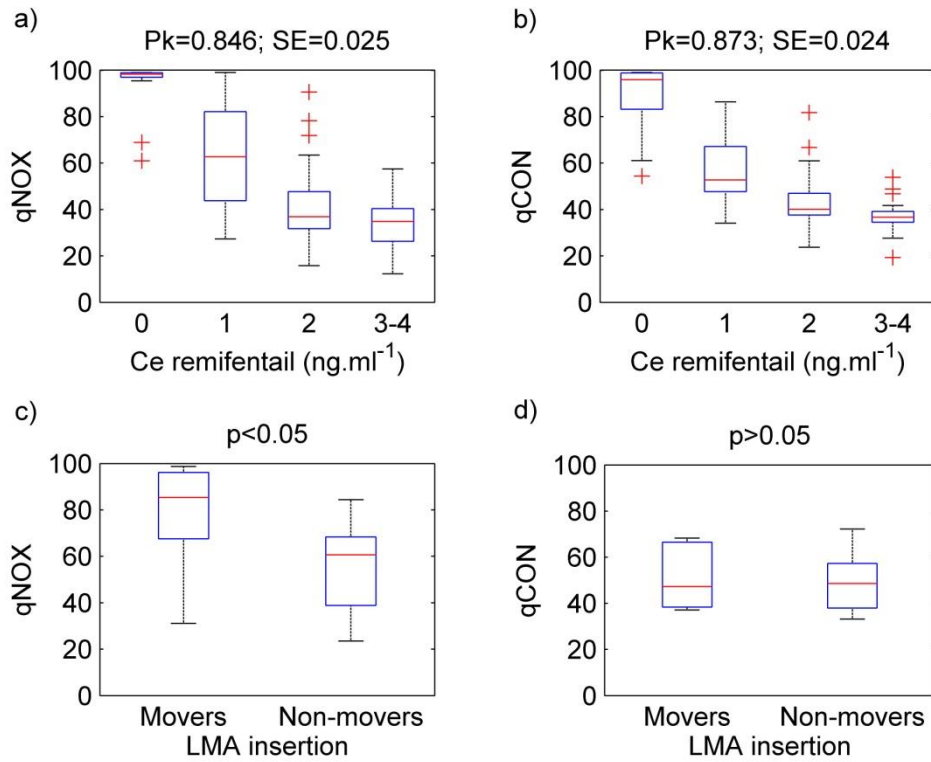 a)
Pk=0.846; SE=0.025
qNOX
100
80
60
40
20
0
0 1 2 3-4
Ce remifentail (ng.ml⁻¹)
b)
Pk=0.873; SE=0.024
qCON
100
80
60
40
20
0
0 1 2 3-4
Ce remifentail (ng.ml⁻¹)
c)
p<0.05
qNOX
100
80
60
40
20
0
Movers Non-movers
LMA insertion
d)
p>0.05
qCON
100
80
60
40
20
0
Movers Non-movers
LMA insertion